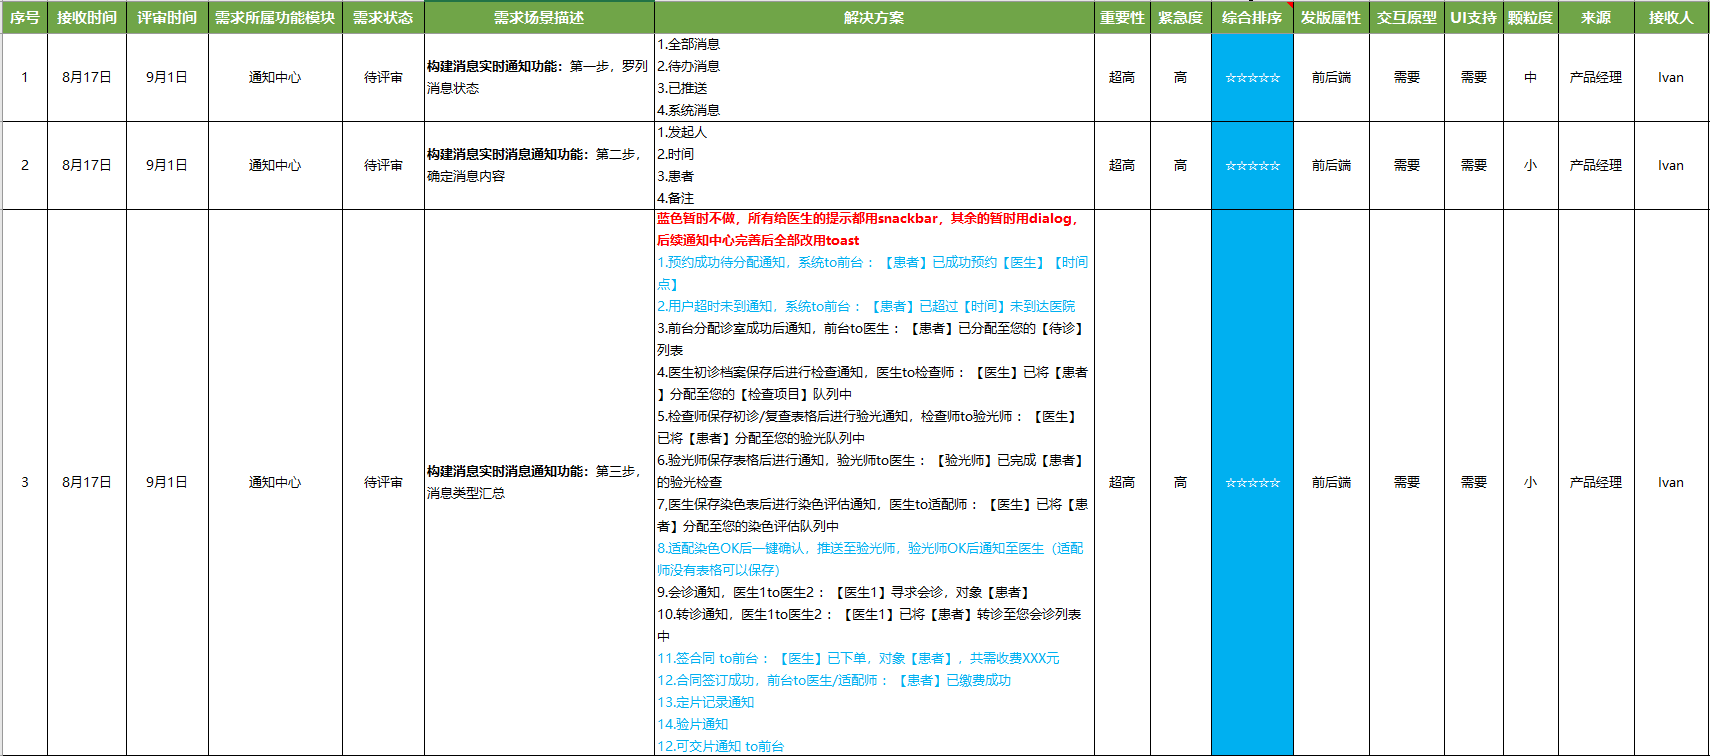 序号 接收时间 评审时间 需求所属功能模块 需求状态 需求场景描述 解决方案 重要性 紧急度 综合排序 发版属性 交互原型 UI支持 颗粒度 来源 接收人
1 8月17日 9月1日 通知中心 待评审
构建消息实时通知功能：第一步，罗列
消息状态
1.全部消息
2.待办消息
3.已推送
4.系统消息
超高 高 ☆☆☆☆☆ 前后端 需要 需要 中 产品经理 Ivan
2 8月17日 9月1日 通知中心 待评审
构建消息实时消息通知功能：第二步，
确定消息内容
1.发起人
2.时间
3.患者
4.备注
超高 高 ☆☆☆☆☆ 前后端 需要 需要 小 产品经理 Ivan
3 8月17日 9月1日 通知中心 待评审
构建消息实时消息通知功能：第三步，
消息类型汇总
蓝色暂时不做，所有给医生的提示都用snackbar，其余的暂时用dialog，
后续通知中心完善后全部改用toast
1.预约成功待分配通知，系统to前台：【患者】已成功预约【医生】【时间
点】
2.用户超时未到通知，系统to前台：【患者】已超过【时间】未到达医院
3.前台分配诊室成功后通知，前台to医生：【患者】已分配至您的【待诊】
列表
4.医生初诊档案保存后进行检查通知，医生to检查师：【医生】已将【患者
】分配至您的【检查项目】队列中
5.检查师保存初诊/复查表格后进行验光通知，检查师to验光师：【医生】
已将【患者】分配至您的验光队列中
6.验光师保存表格后进行通知，验光师to医生：【验光师】已完成【患者】
的验光检查
7,医生保存染色表后进行染色评估通知，医生to适配师：【医生】已将【患
者】分配至您的染色评估队列中
8.适配染色OK后一键确认，推送至验光师，验光师OK后通知至医生（适配
师没有表格可以保存）
9.会诊通知，医生1to医生2：【医生1】寻求会诊，对象【患者】
10.转诊通知，医生1to医生2：【医生1】已将【患者】转诊至您会诊列表
中
11.签合同 to前台：【医生】已下单，对象【患者】，共需收费XXX元
12.合同签订成功，前台to医生/适配师：【患者】已缴费成功
13.定片记录通知
14.验片通知
12.可交片通知 to前台
超高 高 ☆☆☆☆☆ 前后端 需要 需要 小 产品经理 Ivan